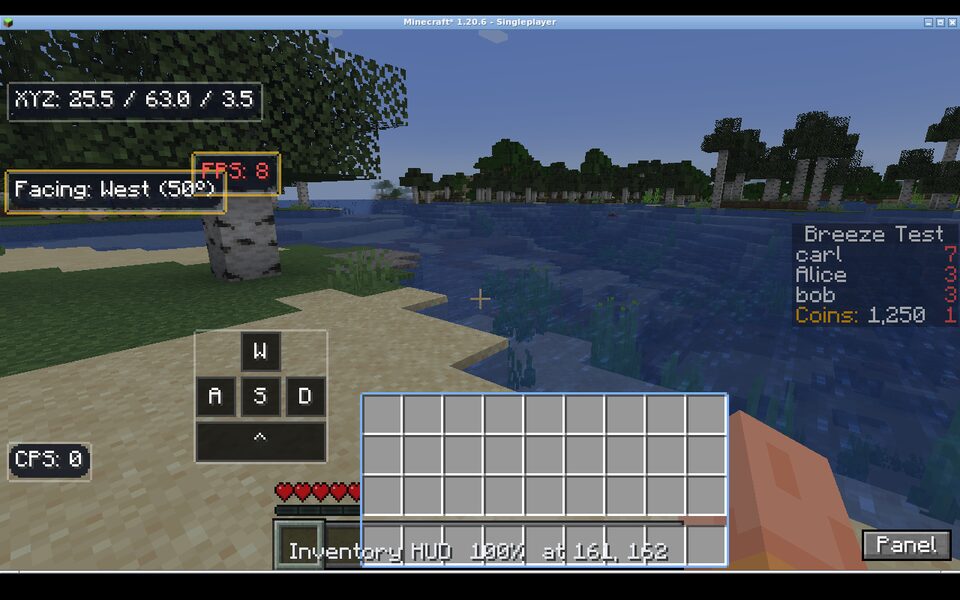 Minecraft* 1.20.6 - Singleplayer
XYZ: 25.5 / 63.0 / 3.5
FPS: 8
Facing: West (50°)
Breeze Test
carl 7
Alice 3
bob 3
Coins: 1,250 1
W
A S D
^
CPS: 0
Inventory HUD 100% at 161, 162
Panel